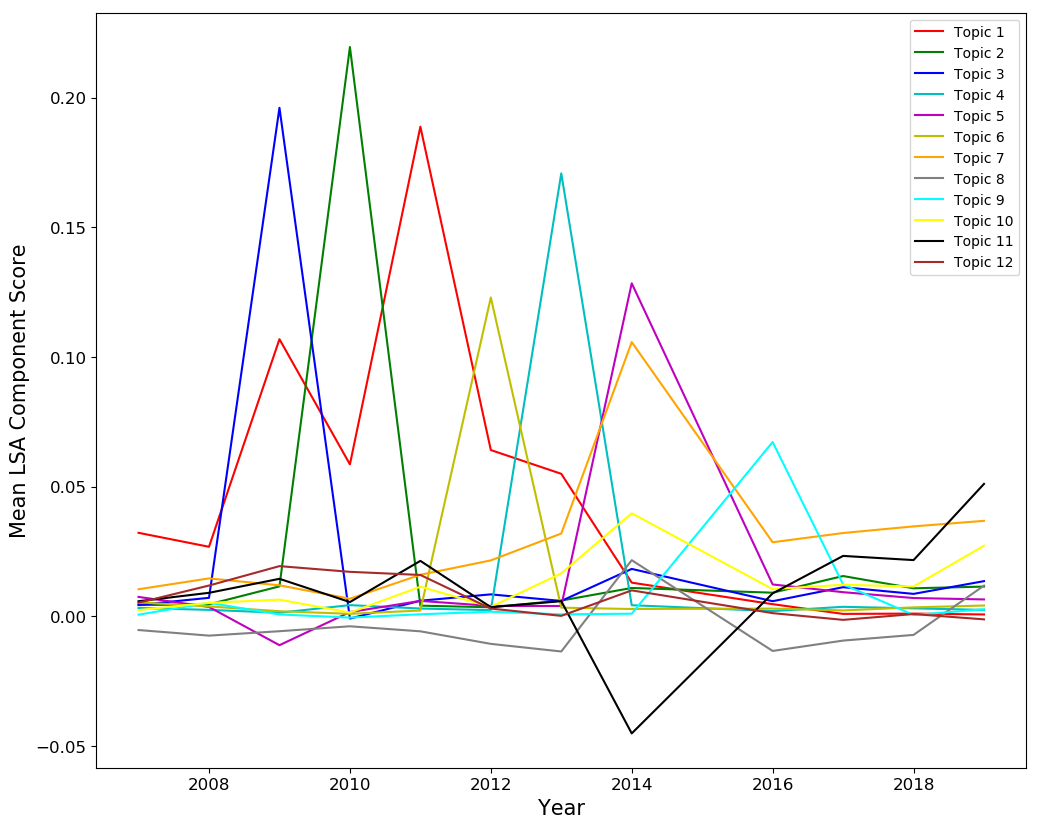 Topic 1
Topic 2
Topic 3
Topic 4
Topic 5
Topic 6
Topic 7
Topic 8
Topic 9
Topic 10
Topic 11
Topic 12
Mean LSA Component Score
0.20
0.15
0.10
0.05
0.00
−0.05
2008 2010 2012 2014 2016 2018
Year